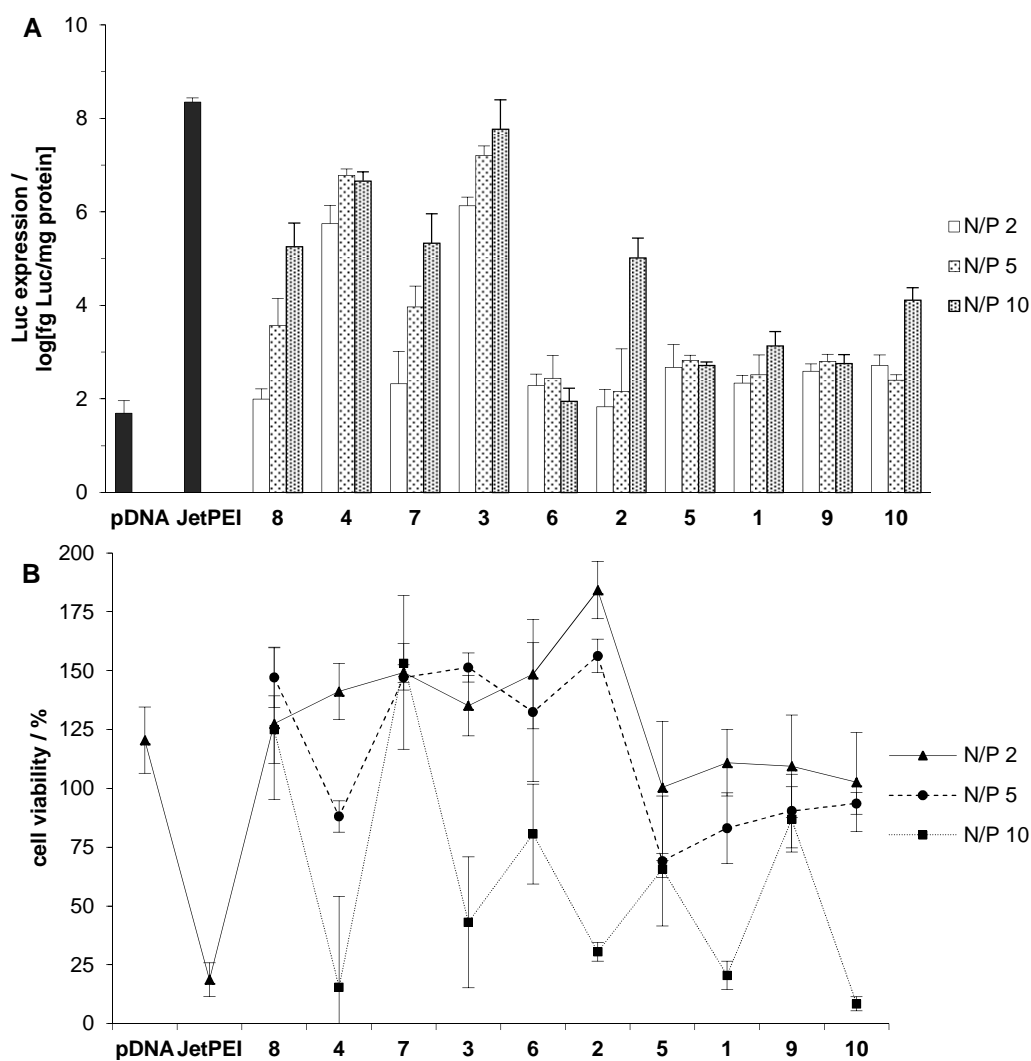 A
Luc expression /
log[fg Luc/mg protein]
10
8
6
4
2
0
pDNA JetPEI 8 4 7 3 6 2 5 1 9 10
N/P 2
N/P 5
N/P 10
B
cell viability / %
200
175
150
125
100
75
50
25
0
pDNA JetPEI 8 4 7 3 6 2 5 1 9 10
N/P 2
N/P 5
N/P 10